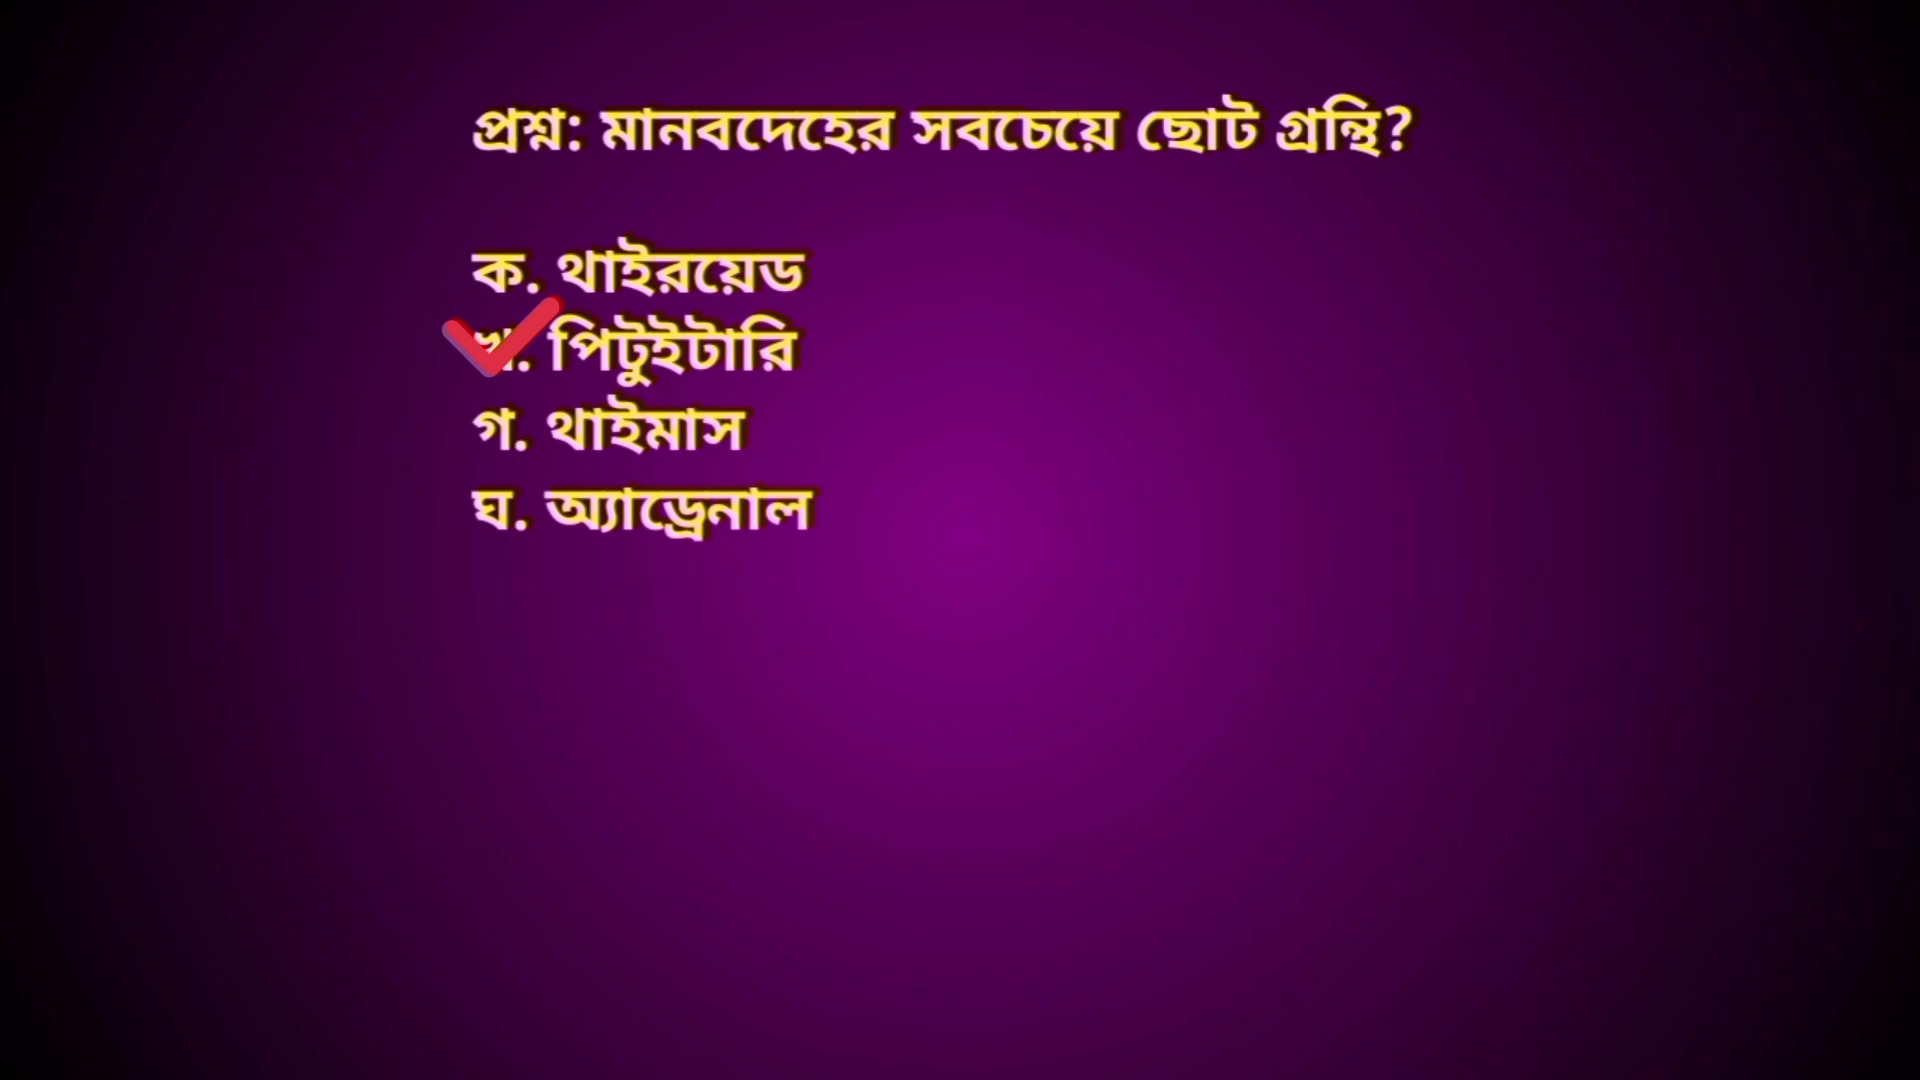 প্রশ্ন: মানবদেহের সবচেয়ে ছোট গ্রন্থি?
ক. থাইরয়েড
খ. পিটুইটারি
গ. থাইমাস
ঘ. অ্যাড্রেনাল